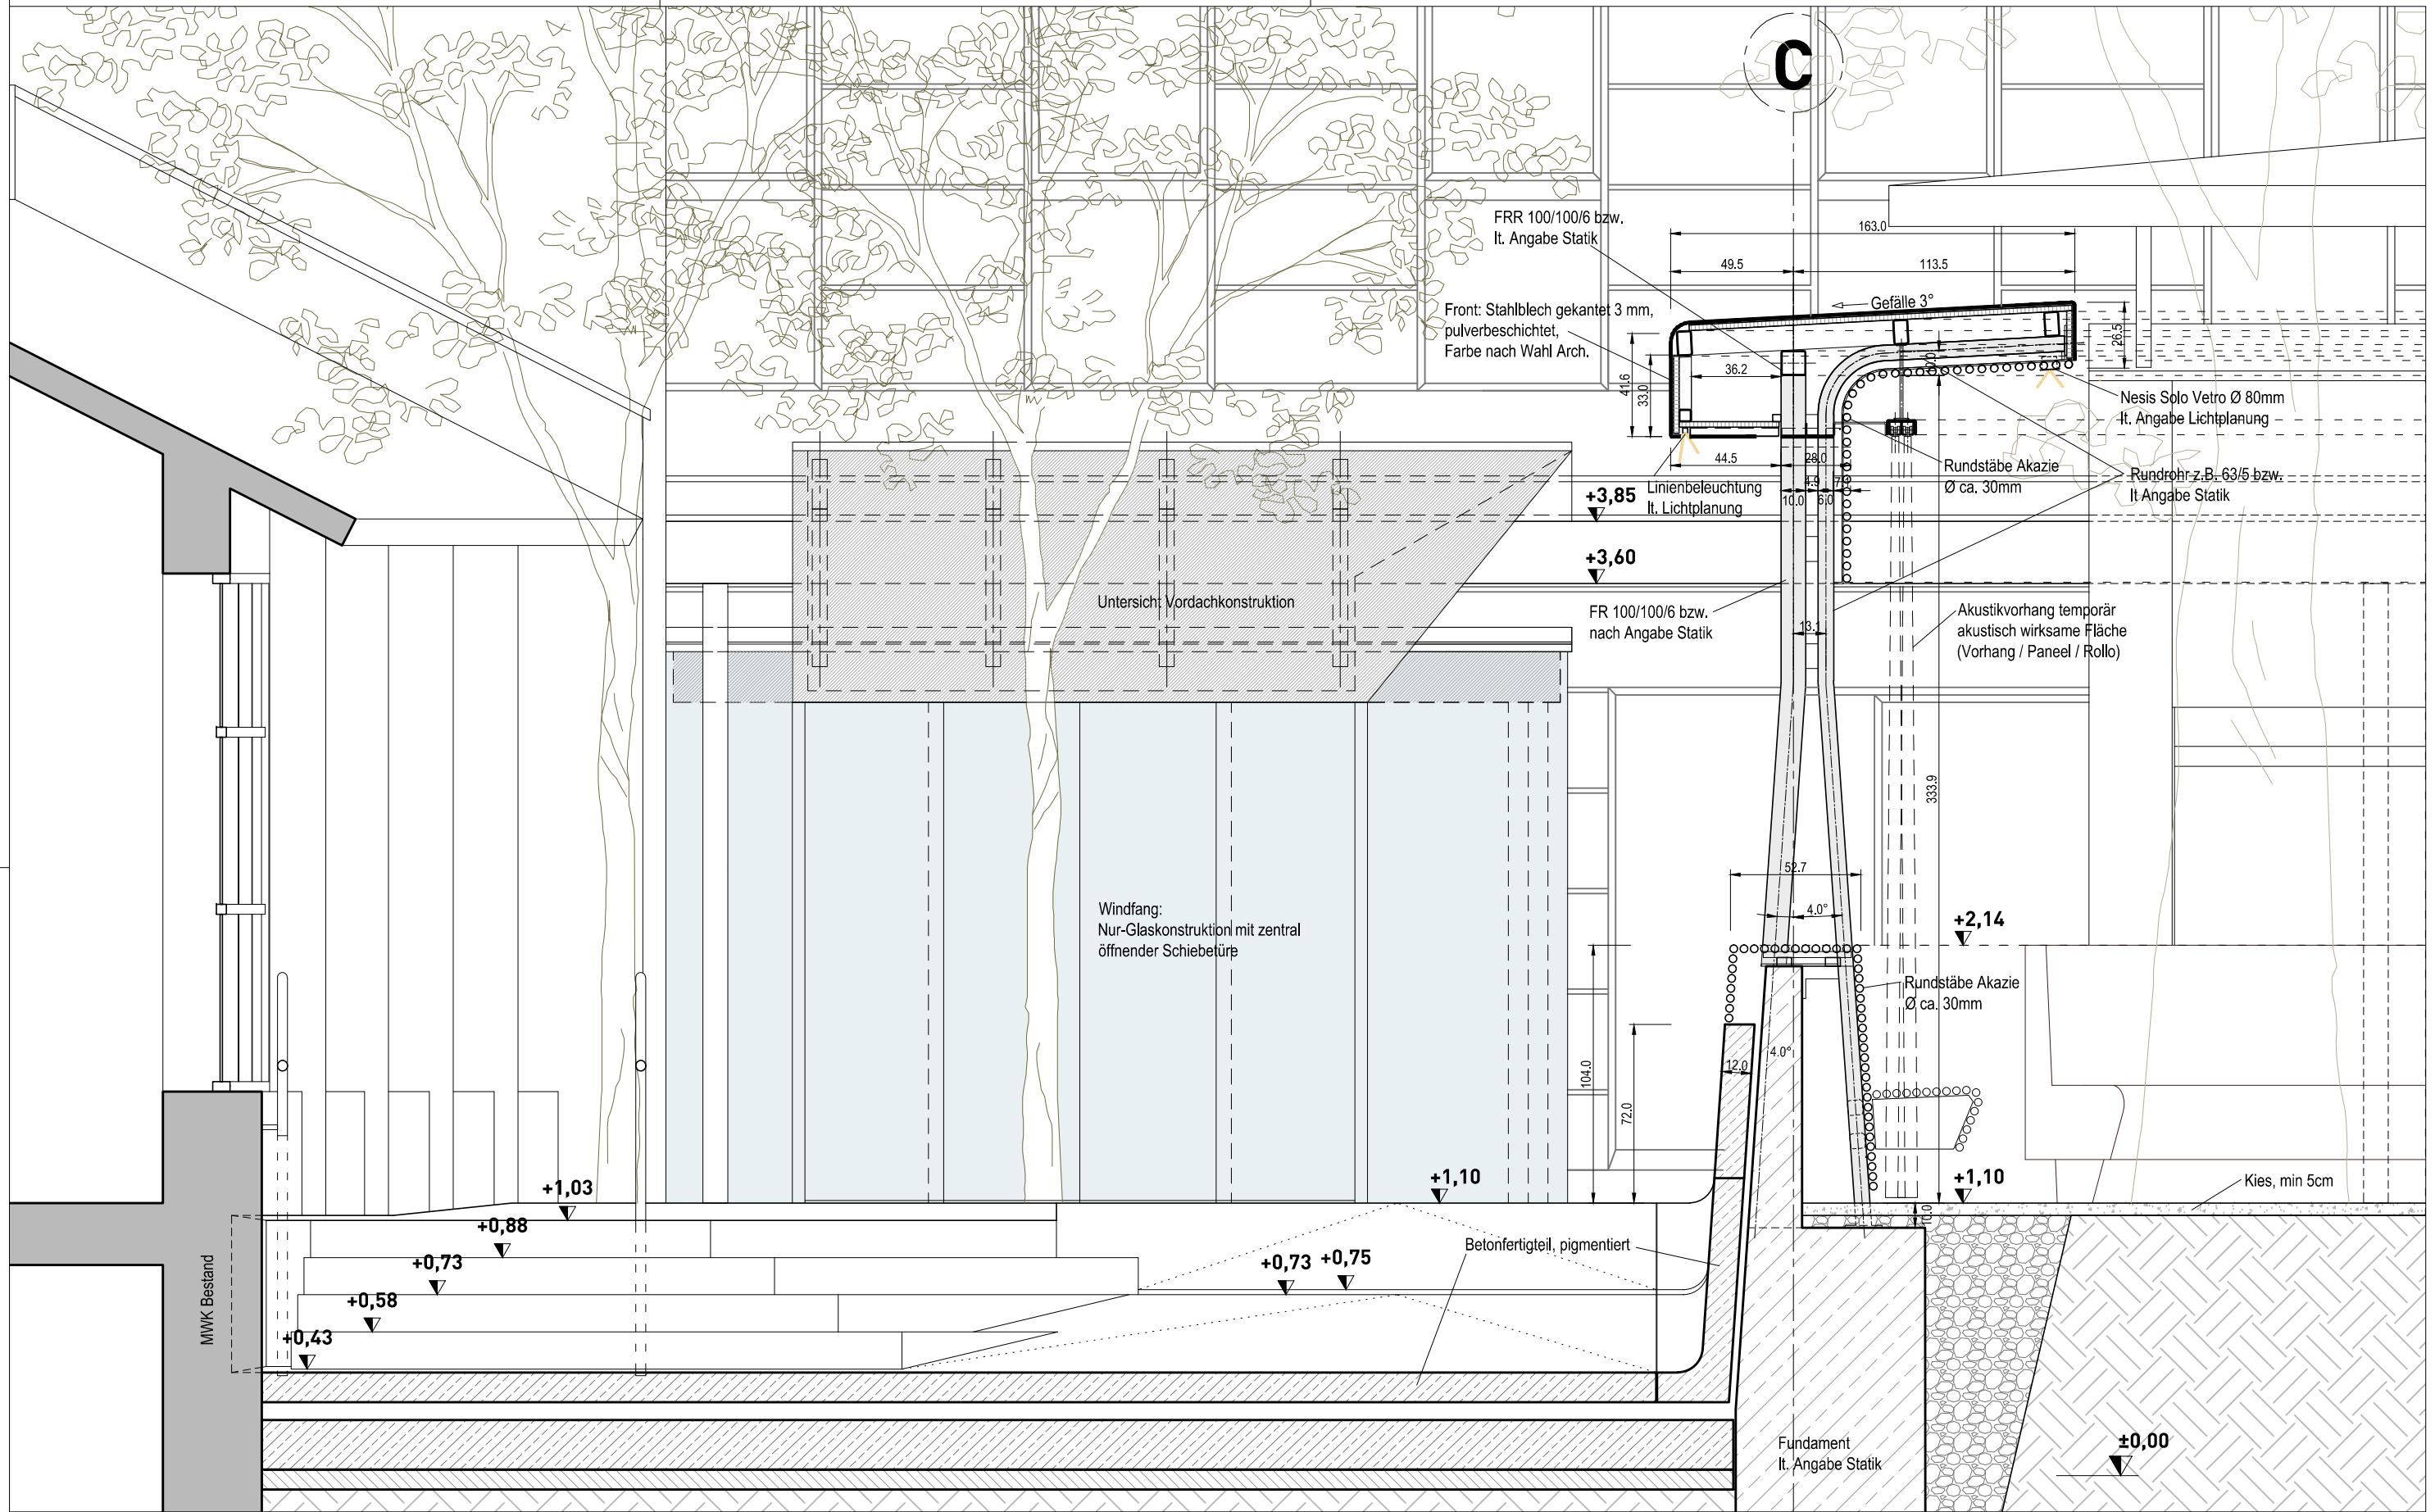 C
FRR 100/100/6 bzw.
lt. Angabe Statik
163.0
49.5
113.5
Gefälle 3°
Front: Stahlblech gekantet 3 mm,
pulverbeschichtet,
Farbe nach Wahl Arch.
26.5
41.6
33.0
36.2
Nesis Solo Vetro Ø 80mm
lt. Angabe Lichtplanung
44.5
28.0
Rundstäbe Akazie
Ø ca. 30mm
Rundrohr z.B. 63/5 bzw.
lt Angabe Statik
Linienbeleuchtung
lt. Lichtplanung
10.0
6.0
+3,85
+3,60
Untersicht Vordachkonstruktion
FR 100/100/6 bzw.
nach Angabe Statik
13.1
Akustikvorhang temporär
akustisch wirksame Fläche
(Vorhang / Paneel / Rollo)
333.9
52.7
4.0°
+2,14
Windfang:
Nur-Glaskonstruktion mit zentral
öffnender Schiebetüre
Rundstäbe Akazie
Ø ca. 30mm
4.0°
12.0
104.0
72.0
+1,03
+1,10
+1,10
Kies, min 5cm
10.0
+0,88
+0,73
+0,73
+0,75
Betonfertigteil, pigmentiert
+0,58
+0,43
MWK Bestand
Fundament
lt. Angabe Statik
±0,00